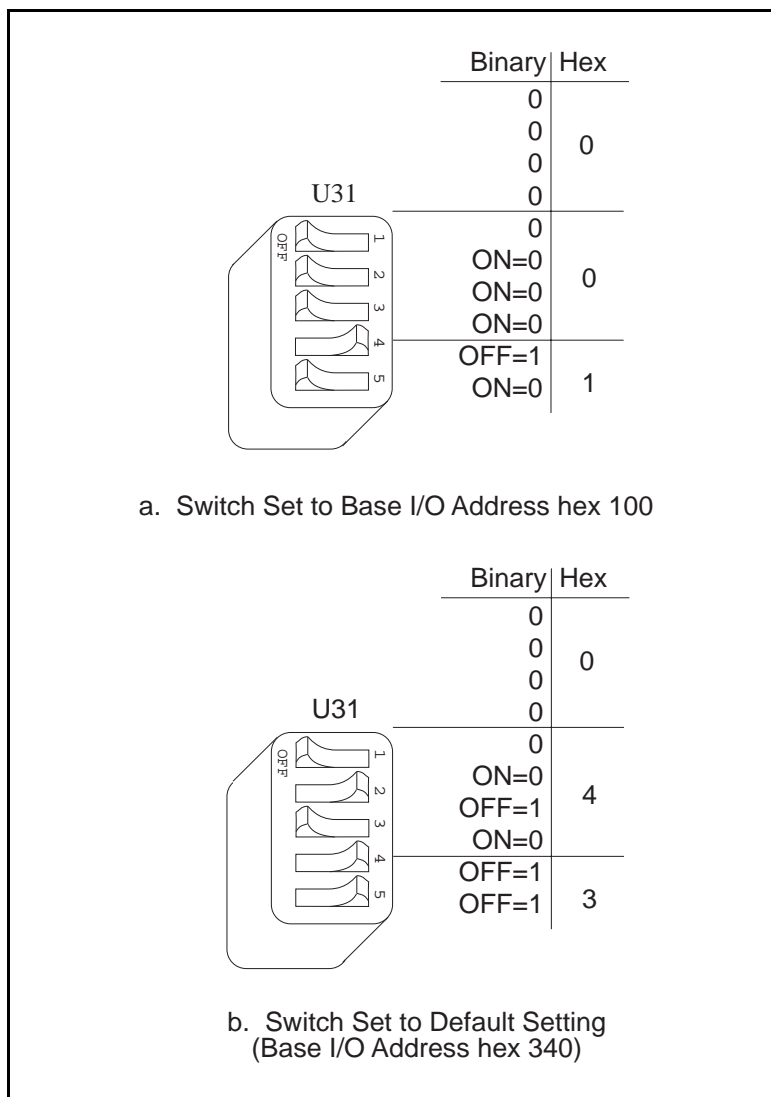 Binary Hex
0
0
0
0
0
U31
OFF
1
2
3
4
5
0
ON=0
ON=0
ON=0
0
OFF=1
ON=0
1
a. Switch Set to Base I/O Address hex 100
Binary Hex
0
0
0
0
0
U31
OFF
1
2
3
4
5
0
ON=0
OFF=1
ON=0
4
OFF=1
OFF=1
3
b. Switch Set to Default Setting
(Base I/O Address hex 340)